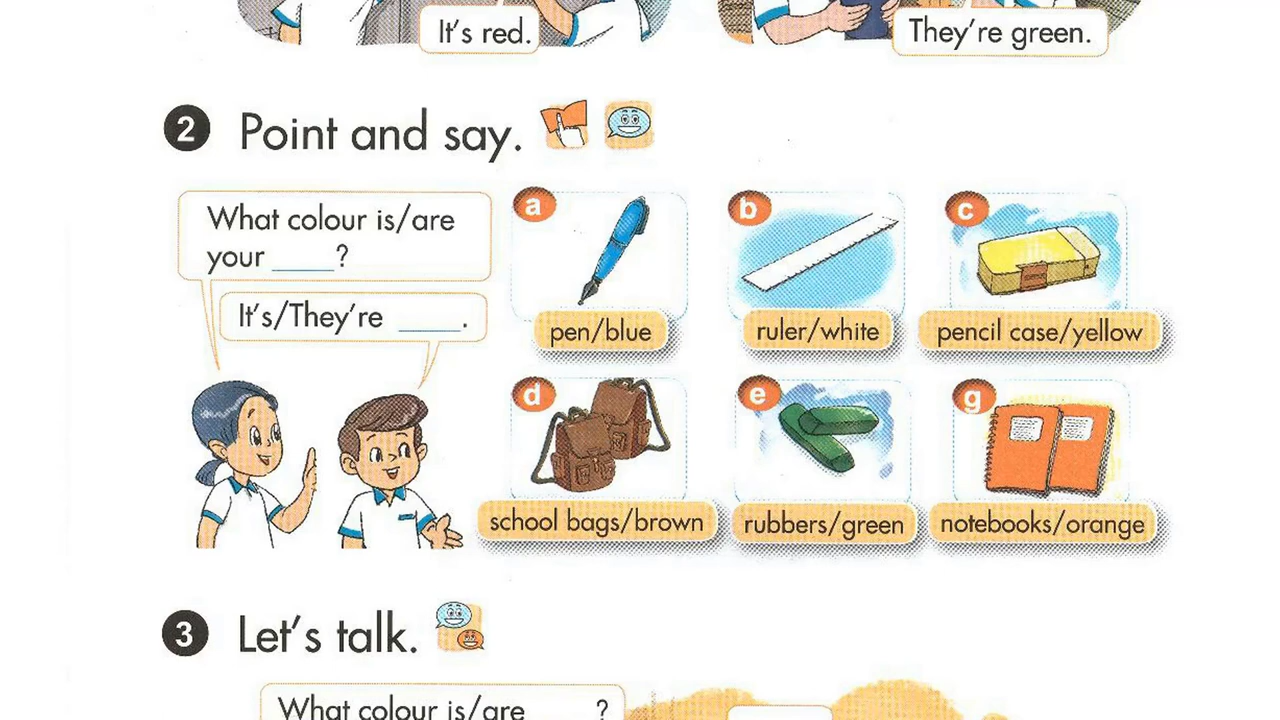 It's red.
They're green.
2 Point and say.
What colour is/are
your ____?
It's/They're ____.
a
pen/blue
b
ruler/white
c
pencil case/yellow
d
school bags/brown
e
rubbers/green
g
notebooks/orange
3 Let's talk.
What colour is/are ____?